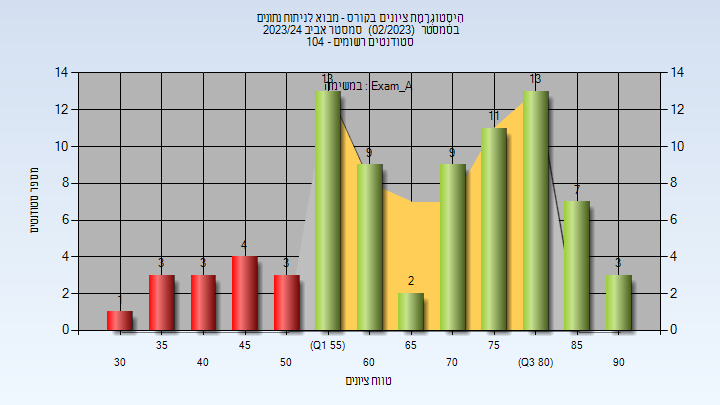 היסטוגרמת ציונים בקורס - מבוא לניתוח נתונים
בסמסטר (02/2023) סמסטר אביב 2023/24
סטודנטים רשומים - 104
במשימה : Exam_A
14 14
12 12
10 10
8 8
6 6
4 4
2 2
0 0
מספר סטודנטים
1 3 3 4 3 13 9 2 9 11 13 7 3
35 45 (Q1 55) 65 75 85
30 40 50 60 70 (Q3 80) 90
טווח ציונים